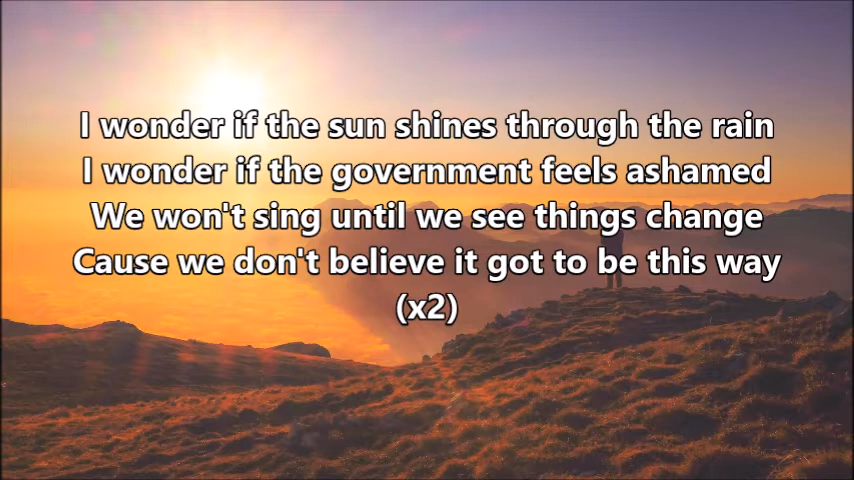 I wonder if the sun shines through the rain
I wonder if the government feels ashamed
We won't sing until we see things change
Cause we don't believe it got to be this way
(x2)